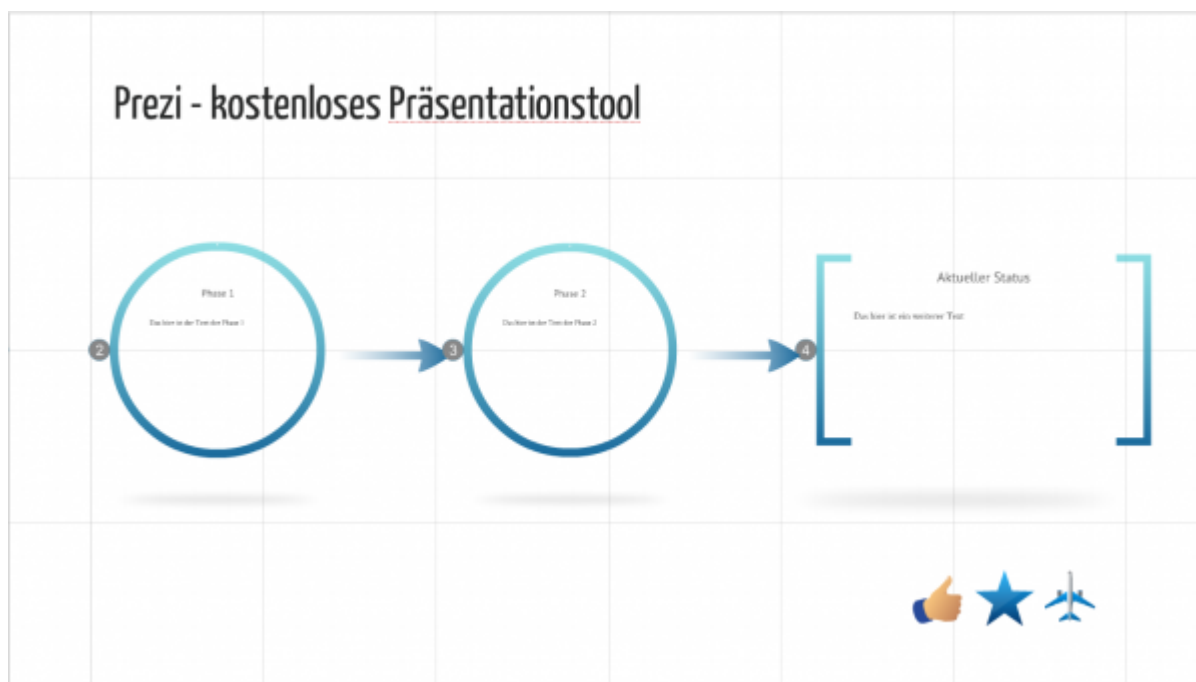 Prezi - kostenloses Präsentationstool
Phase 1
Das hier ist der Text der Phase 1
2
Phase 2
Das hier ist der Text der Phase 2
3
Aktueller Status
Das hier ist ein weiterer Text
4